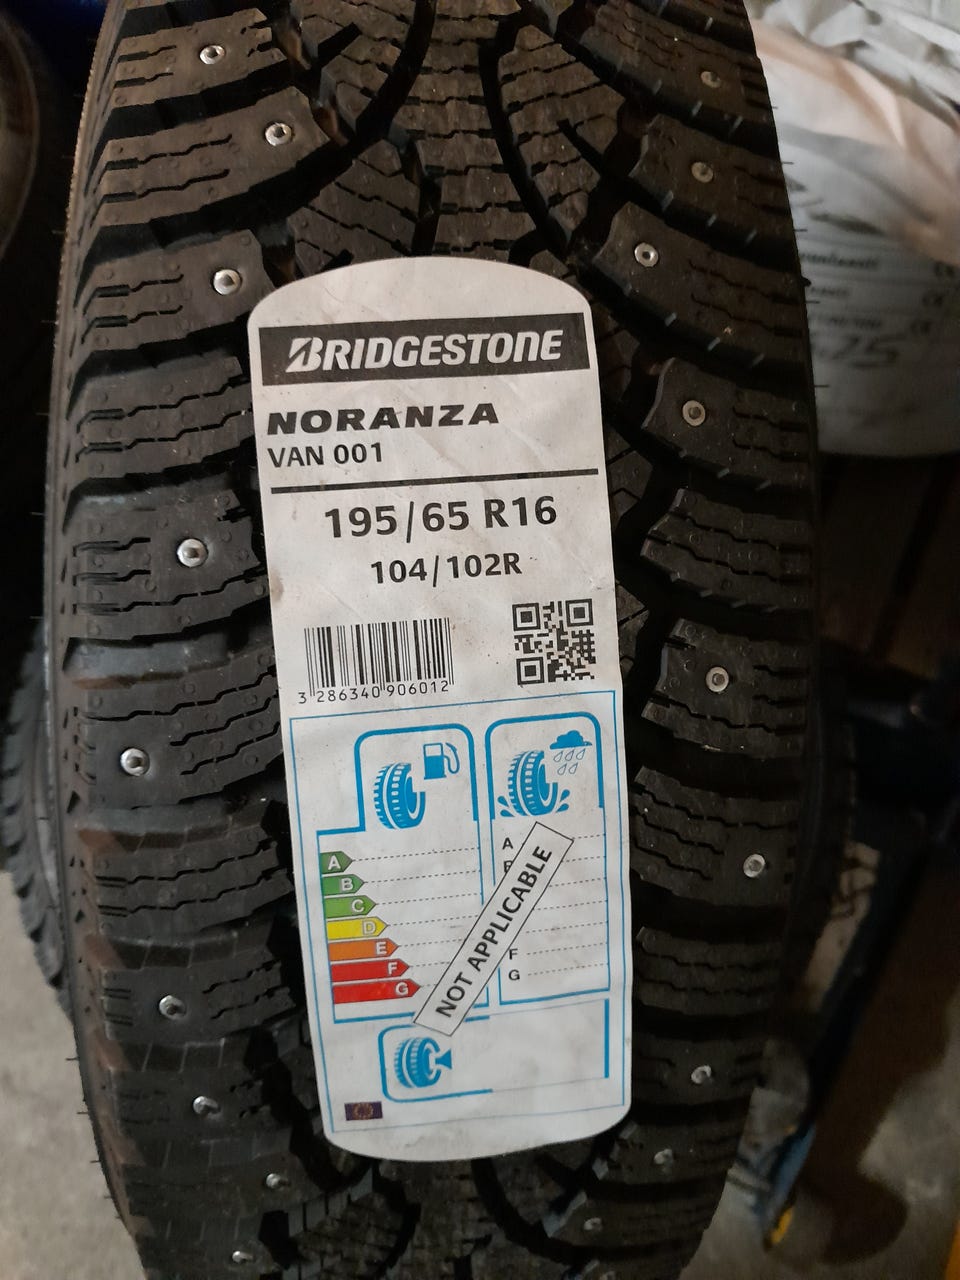 BRIDGESTONE
NORANZA
VAN 001
195/65 R16
104/102R
3 286340 906012
A
B
C
D
E
F
G
A
F
G
NOT APPLICABLE